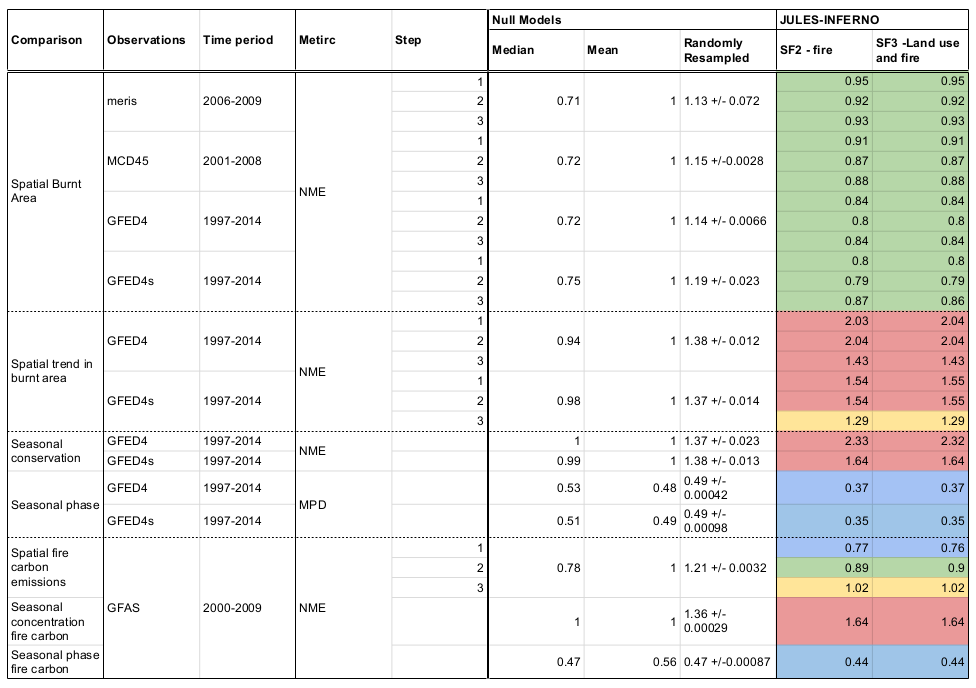 Null Models JULES-INFERNO
Comparison Observations Time period Metirc Step Median Mean Randomly Resampled SF2 - fire SF3 -Land use and fire
Spatial Burnt Area
NME
meris 2006-2009 0.71 1 1.13 +/- 0.072
1 0.95 0.95
2 0.92 0.92
3 0.93 0.93
MCD45 2001-2008 0.72 1 1.15 +/-0.0028
1 0.91 0.91
2 0.87 0.87
3 0.88 0.88
GFED4 1997-2014 0.72 1 1.14 +/- 0.0066
1 0.84 0.84
2 0.8 0.8
3 0.84 0.84
GFED4s 1997-2014 0.75 1 1.19 +/- 0.023
1 0.8 0.8
2 0.79 0.79
3 0.87 0.86
Spatial trend in burnt area
NME
GFED4 1997-2014 0.94 1 1.38 +/- 0.012
1 2.03 2.04
2 2.04 2.04
3 1.43 1.43
GFED4s 1997-2014 0.98 1 1.37 +/- 0.014
1 1.54 1.55
2 1.54 1.55
3 1.29 1.29
Seasonal conservation
NME
GFED4 1997-2014 1 1 1.37 +/- 0.023 2.33 2.32
GFED4s 1997-2014 0.99 1 1.38 +/- 0.013 1.64 1.64
Seasonal phase
MPD
GFED4 1997-2014 0.53 0.48 0.49 +/- 0.00042 0.37 0.37
GFED4s 1997-2014 0.51 0.49 0.49 +/- 0.00098 0.35 0.35
Spatial fire carbon emissions
GFAS 2000-2009 NME
0.78 1 1.21 +/- 0.0032
1 0.77 0.76
2 0.89 0.9
3 1.02 1.02
Seasonal concentration fire carbon 1 1 1.36 +/- 0.00029 1.64 1.64
Seasonal phase fire carbon 0.47 0.56 0.47 +/-0.00087 0.44 0.44